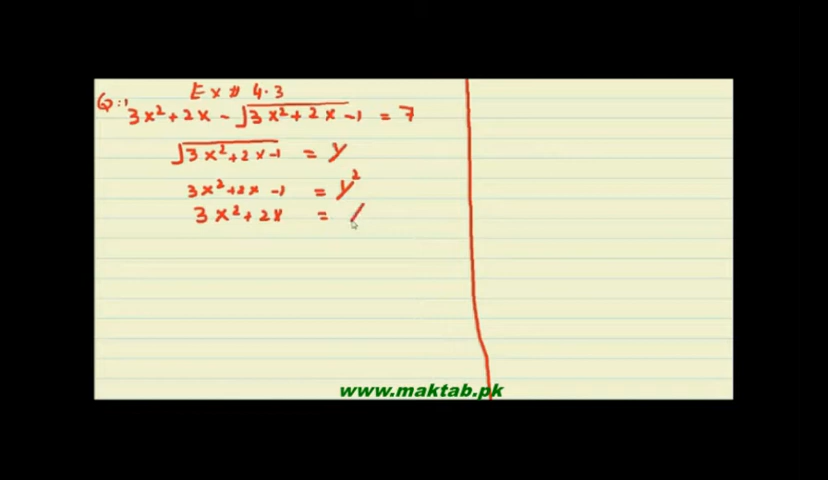 Ex # 4.3
Q:1 3x² + 2x - √3x² + 2x - 1 = 7
√3x² + 2x - 1 = y
3x² + 2x - 1 = y²
3x² + 2x =
www.maktab.pk